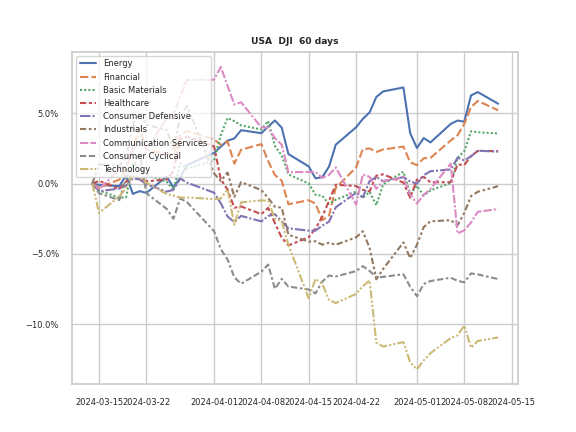 USA DJI 60 days
Energy
Financial
Basic Materials
Healthcare
Consumer Defensive
Industrials
Communication Services
Consumer Cyclical
Technology
5.0%
0.0%
−5.0%
−10.0%
2024-03-15 2024-03-22 2024-04-01 2024-04-08 2024-04-15 2024-04-22 2024-05-01 2024-05-08 2024-05-15